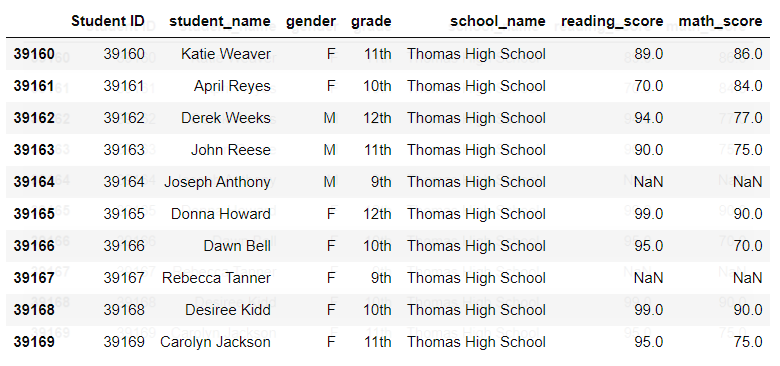 Student ID student_name gender grade school_name reading_score math_score
39160 39160 Katie Weaver F 11th Thomas High School 89.0 86.0
39161 39161 April Reyes F 10th Thomas High School 70.0 84.0
39162 39162 Derek Weeks M 12th Thomas High School 94.0 77.0
39163 39163 John Reese M 11th Thomas High School 90.0 75.0
39164 39164 Joseph Anthony M 9th Thomas High School NaN NaN
39165 39165 Donna Howard F 12th Thomas High School 99.0 90.0
39166 39166 Dawn Bell F 10th Thomas High School 95.0 70.0
39167 39167 Rebecca Tanner F 9th Thomas High School NaN NaN
39168 39168 Desiree Kidd F 10th Thomas High School 99.0 90.0
39169 39169 Carolyn Jackson F 11th Thomas High School 95.0 75.0